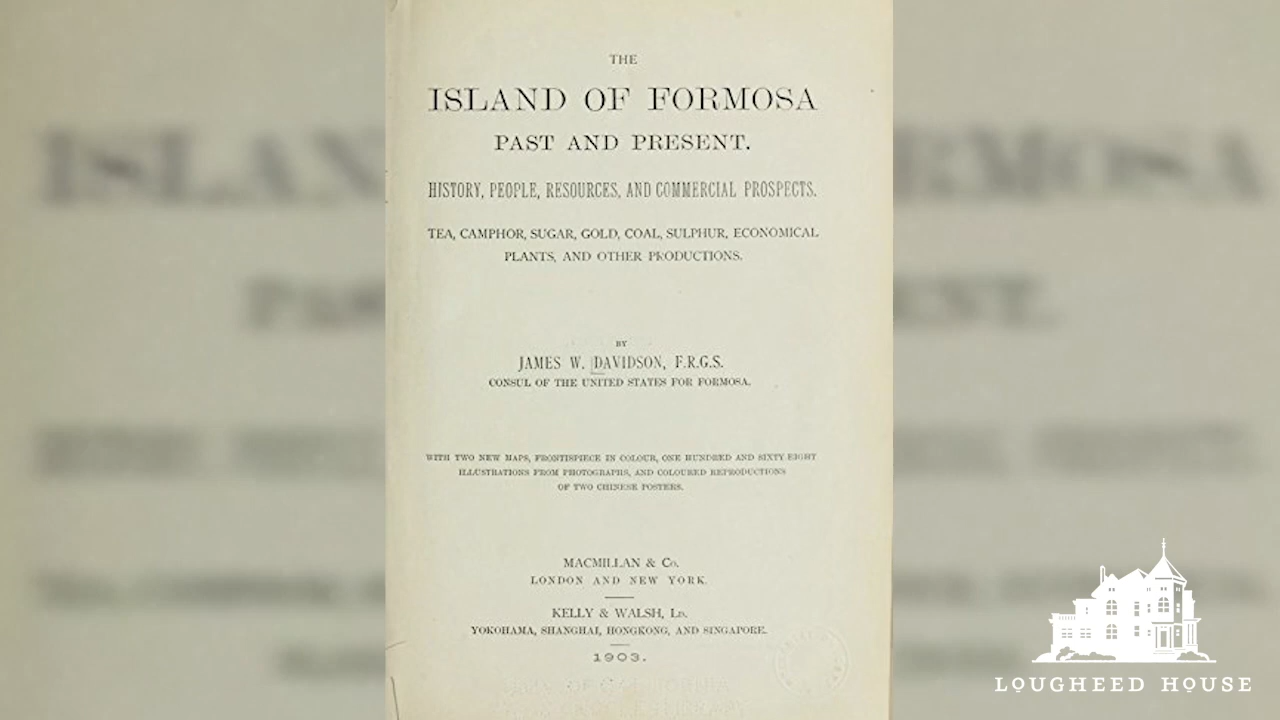 THE
ISLAND OF FORMOSA
PAST AND PRESENT.
HISTORY, PEOPLE, RESOURCES, AND COMMERCIAL PROSPECTS.
TEA, CAMPHOR, SUGAR, GOLD, COAL, SULPHUR, ECONOMICAL
PLANTS, AND OTHER PRODUCTIONS.
BY
JAMES W. DAVIDSON, F.R.G.S.
CONSUL OF THE UNITED STATES FOR FORMOSA.
WITH TWO NEW MAPS, FRONTISPIECE IN COLOUR, ONE HUNDRED AND SIXTY-EIGHT
ILLUSTRATIONS FROM PHOTOGRAPHS, AND COLOURED REPRODUCTIONS
OF TWO CHINESE POSTERS.
MACMILLAN & Co.
LONDON AND NEW YORK.
KELLY & WALSH, LD.
YOKOHAMA, SHANGHAI, HONGKONG, AND SINGAPORE.
1903.
LOUGHEED HOUSE